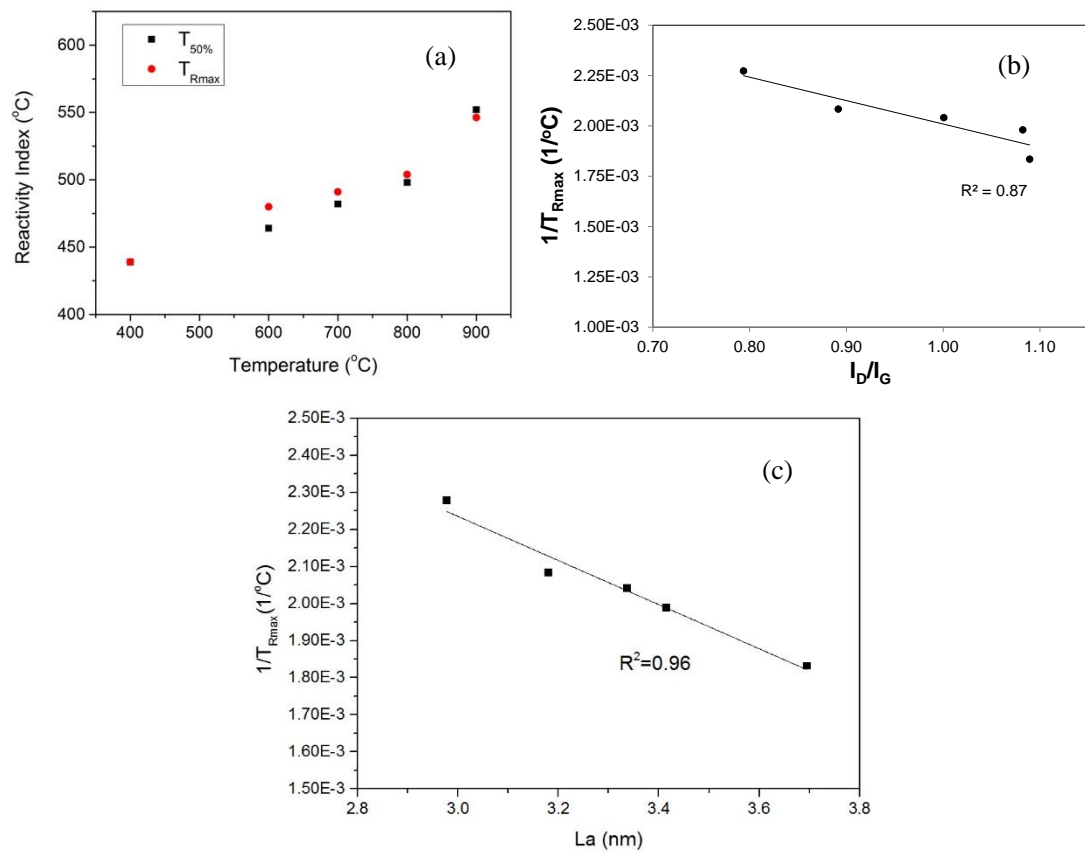 T50%
TRmax
(a)
600
550
500
450
400
Reactivity Index (°C)
400 500 600 700 800 900
Temperature (°C)
2.50E-03
2.25E-03
2.00E-03
1.75E-03
1.50E-03
1.25E-03
1.00E-03
1/TRmax (1/°C)
(b)
R² = 0.87
0.70 0.80 0.90 1.00 1.10
ID/IG
2.50E-3
2.40E-3
2.30E-3
2.20E-3
2.10E-3
2.00E-3
1.90E-3
1.80E-3
1.70E-3
1.60E-3
1.50E-3
1/TRmax(1/°C)
(c)
R²=0.96
2.8 3.0 3.2 3.4 3.6 3.8
La (nm)